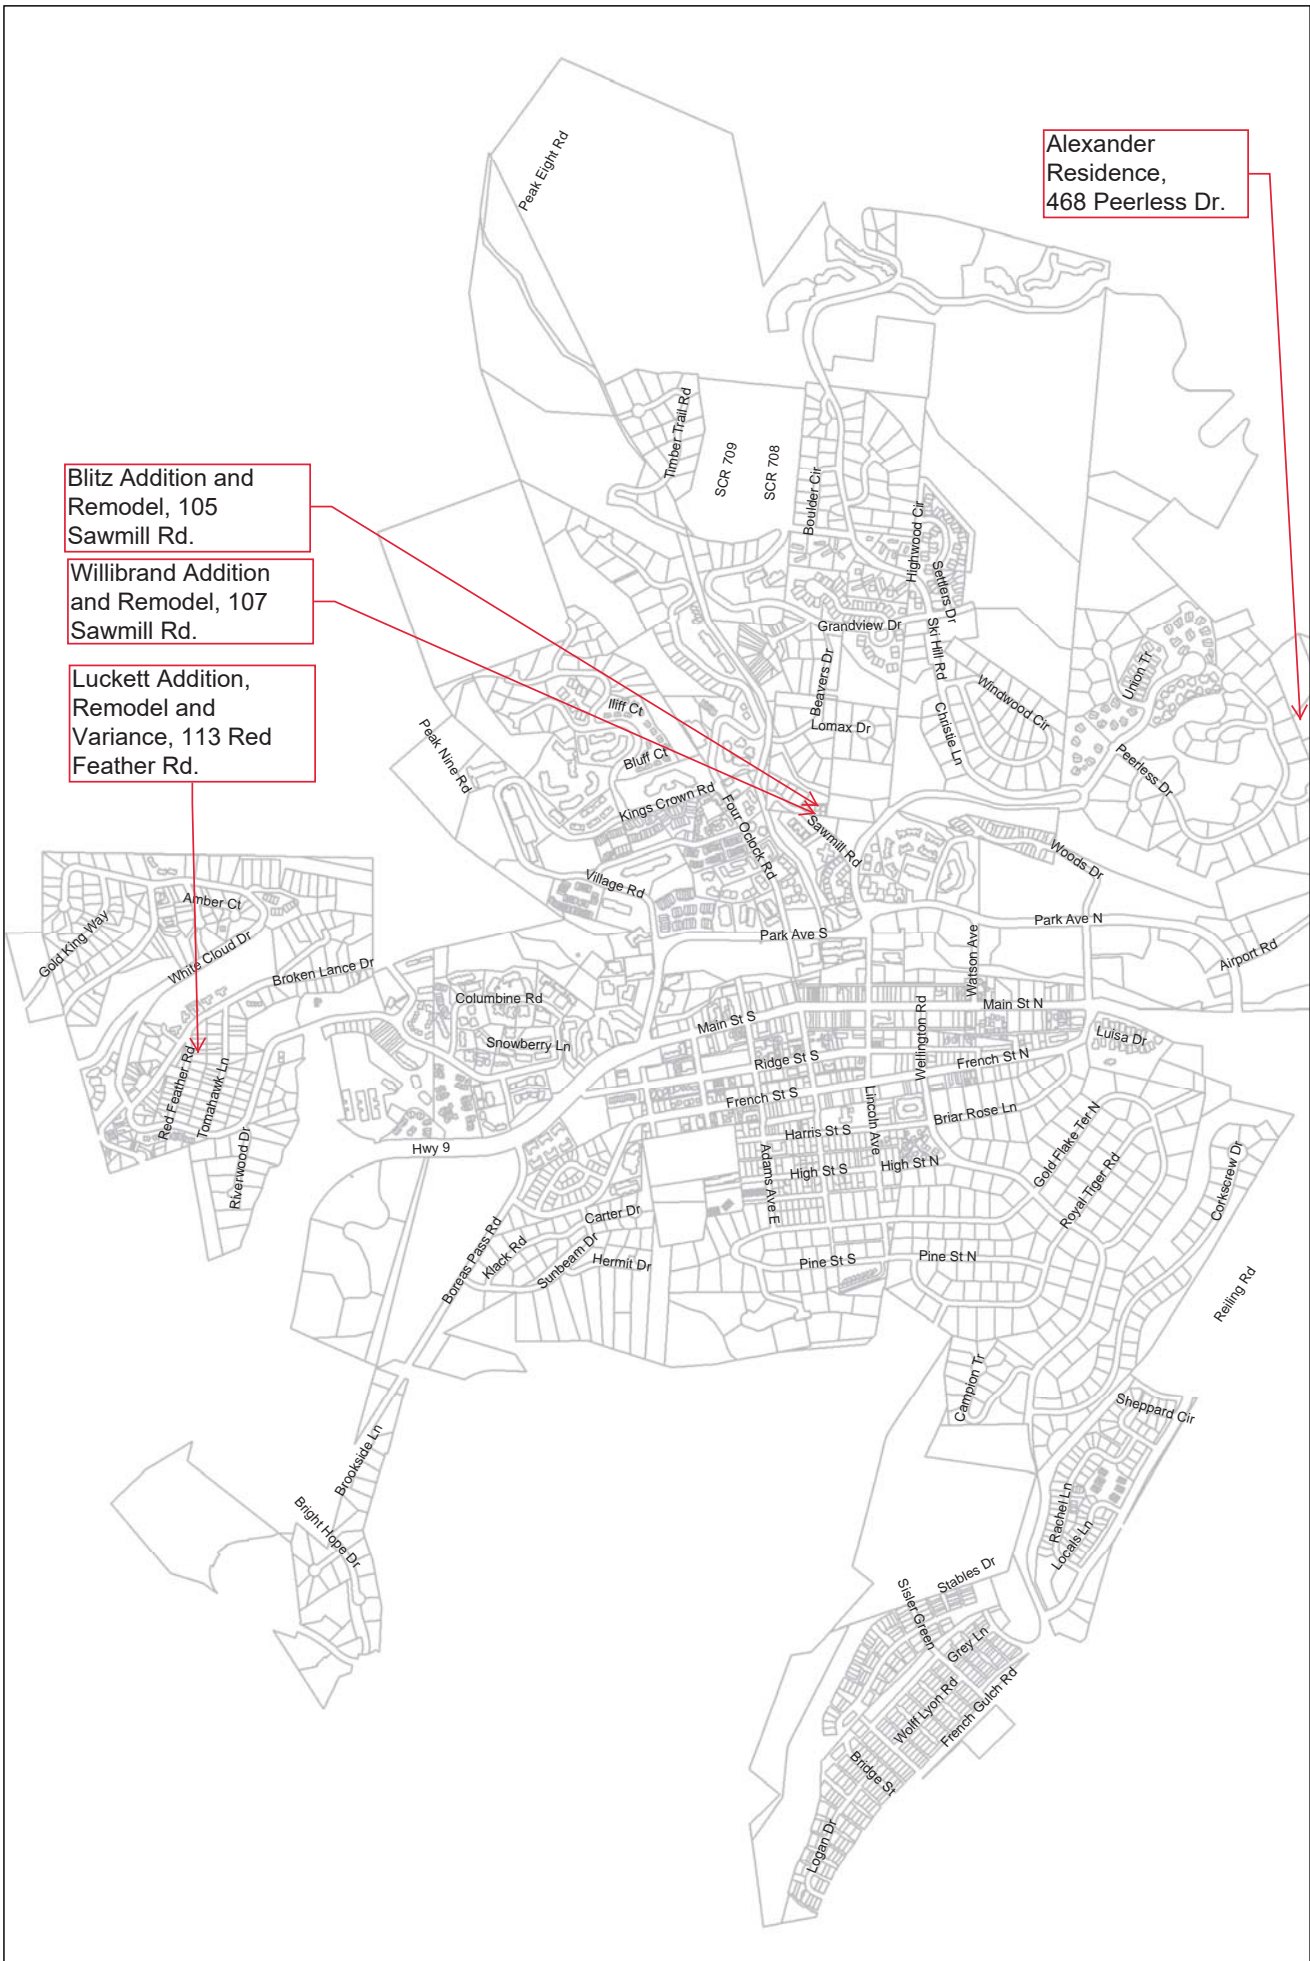 Peak Eight Rd
Alexander
Residence,
468 Peerless Dr.
Timber Trail Rd
SCR 709
SCR 708
Boulder Cir
Blitz Addition and
Remodel, 105
Sawmill Rd.
Highwood Cir
Settlers Dr
Willibrand Addition
and Remodel, 107
Sawmill Rd.
Grandview Dr
Ski Hill Rd
Union Tr
Luckett Addition,
Remodel and
Variance, 113 Red
Feather Rd.
Beavers Dr
Windwood Cir
Iliff Ct
Lomax Dr
Christie Ln
Peak Nine Rd
Bluff Ct
Peerless Dr
Kings Crown Rd
Four Oclock Rd
Sawmill Rd
Woods Dr
Village Rd
Amber Ct
Gold King Way
White Cloud Dr
Park Ave S
Park Ave N
Watson Ave
Airport Rd
Broken Lance Dr
Columbine Rd
Main St S
Main St N
Wellington Rd
Snowberry Ln
Luisa Dr
Ridge St S
French St N
Red Feather Rd
Tomahawk Ln
French St S
Lincoln Ave
Briar Rose Ln
Riverwood Dr
Hwy 9
Harris St S
Adams Ave E
High St S
High St N
Gold Flake Ter N
Royal Tiger Rd
Corkscrew Dr
Carter Dr
Boreas Pass Rd
Klack Rd
Sunbeam Dr
Hermit Dr
Pine St S
Pine St N
Reiling Rd
Campion Tr
Sheppard Cir
Brookside Ln
Bright Hope Dr
Rachel Ln
Locals Ln
Stables Dr
Sisler Green
Grey Ln
Wolff Lyon Rd
French Gulch Rd
Bridge St
Logan Dr